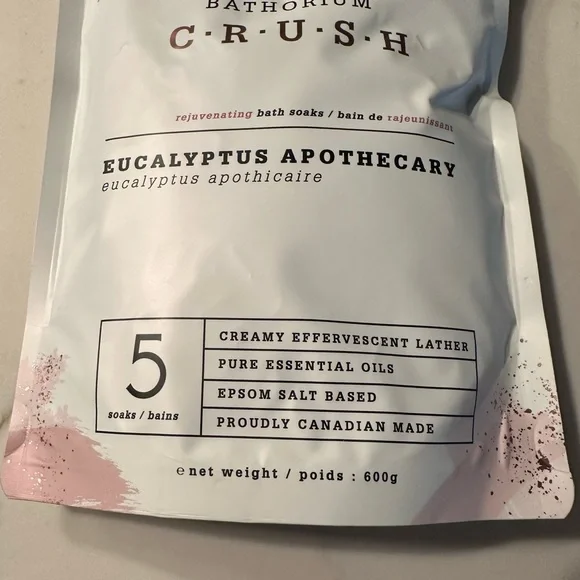 BATHORIUM
C·R·U·S·H
rejuvenating bath soaks / bain de rajeunissant
EUCALYPTUS APOTHECARY
eucalyptus apothicaire
5
soaks / bains
CREAMY EFFERVESCENT LATHER
PURE ESSENTIAL OILS
EPSOM SALT BASED
PROUDLY CANADIAN MADE
℮ net weight / poids : 600g